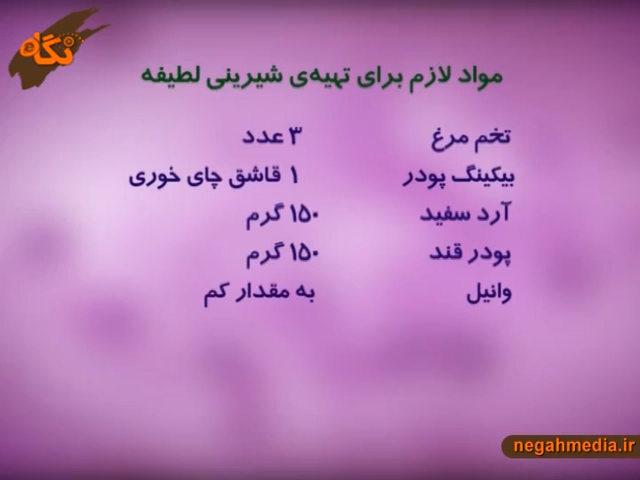 نگاه
مواد لازم برای تهیه‌ی شیرینی لطیفه
تخم مرغ ۳ عدد
بیکینگ پودر ۱ قاشق چای خوری
آرد سفید ۱۵۰ گرم
پودر قند ۱۵۰ گرم
وانیل به مقدار کم
negahmedia.ir